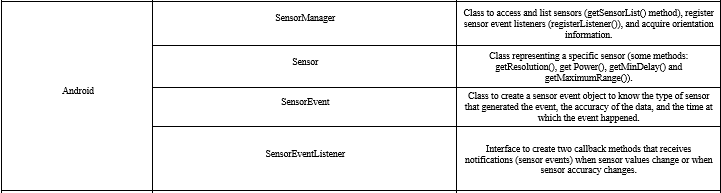 SensorManager
Class to access and list sensors (getSensorList() method), register
sensor event listeners (registerListener()), and acquire orientation
information.
Android
Sensor
Class representing a specific sensor (some methods:
getResolution(), get Power(), getMinDelay() and
getMaximumRange()).
SensorEvent
Class to create a sensor event object to know the type of sensor
that generated the event, the accuracy of the data, and the time at
which the event happened.
SensorEventListener
Interface to create two callback methods that receives
notifications (sensor events) when sensor values change or when
sensor accuracy changes.